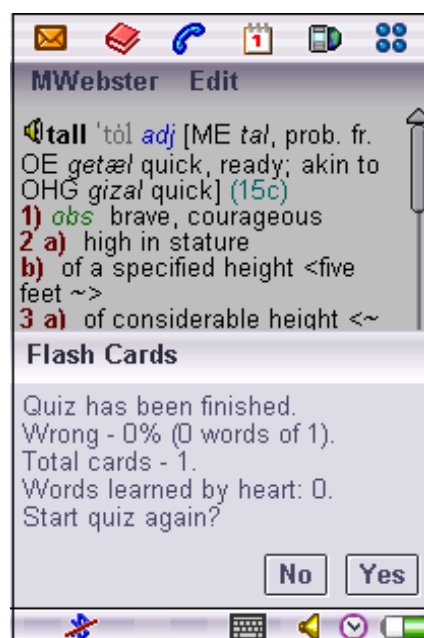 1
MWebster Edit
tall 'tȯl adj [ME tal, prob. fr.
OE getæl quick, ready; akin to
OHG gizal quick] (15c)
1) obs brave, courageous
2 a) high in stature
b) of a specified height <five
feet ~>
3 a) of considerable height <~
Flash Cards
Quiz has been finished.
Wrong - 0% (0 words of 1).
Total cards - 1.
Words learned by heart: 0.
Start quiz again?
No Yes